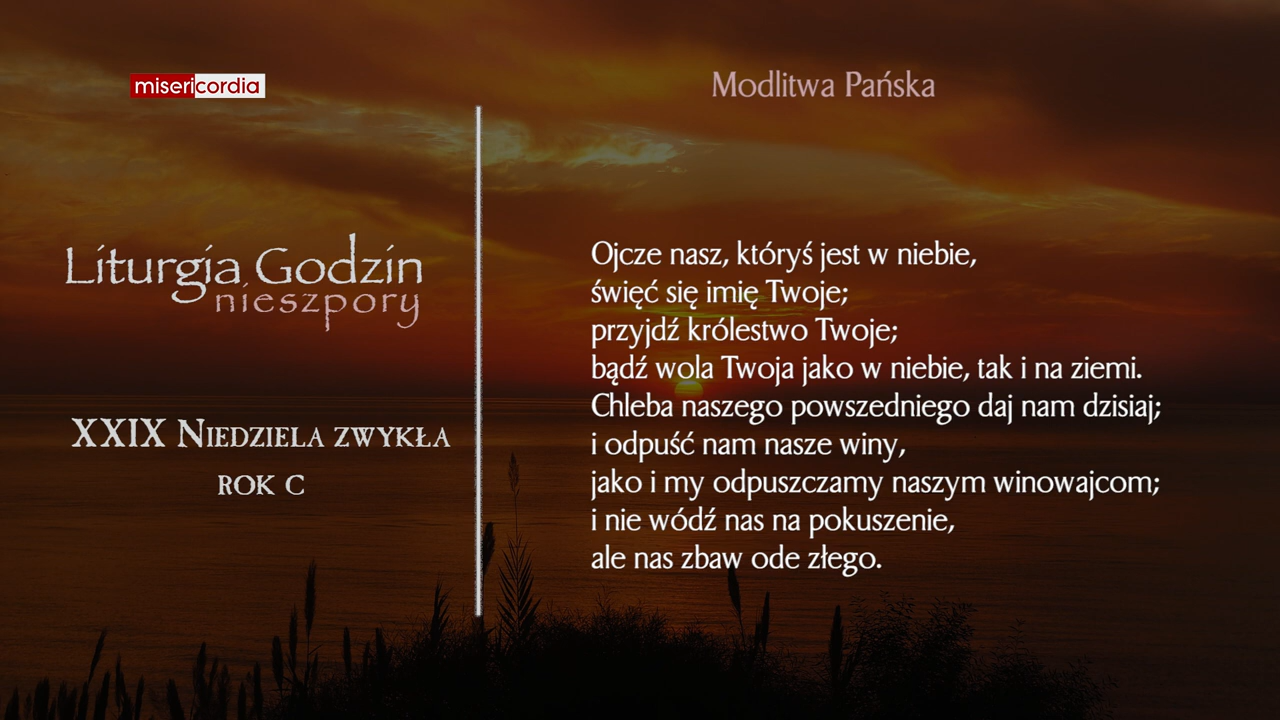 misericordia
Liturgia Godzin
nieszpory
XXIX Niedziela zwykła
rok C
Modlitwa Pańska
Ojcze nasz, któryś jest w niebie,
święć się imię Twoje;
przyjdź królestwo Twoje;
bądź wola Twoja jako w niebie, tak i na ziemi.
Chleba naszego powszedniego daj nam dzisiaj;
i odpuść nam nasze winy,
jako i my odpuszczamy naszym winowajcom;
i nie wódź nas na pokuszenie,
ale nas zbaw ode złego.